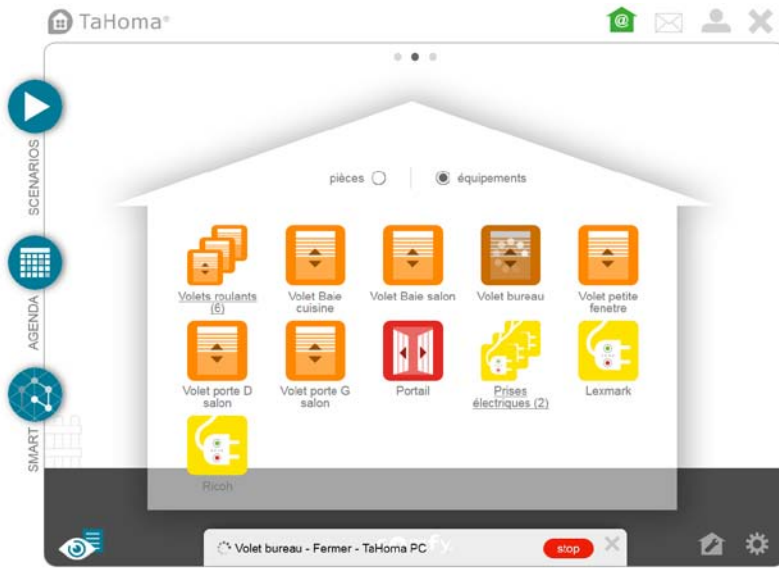 TaHoma®
SCENARIOS
AGENDA
SMART
pièces
équipements
Volets roulants
(6)
Volet Baie
cuisine
Volet Baie salon
Volet bureau
Volet petite
fenetre
Volet porte D
salon
Volet porte G
salon
Portail
Prises
électriques (2)
Lexmark
Ricoh
Volet bureau - Fermer - TaHoma PC
stop